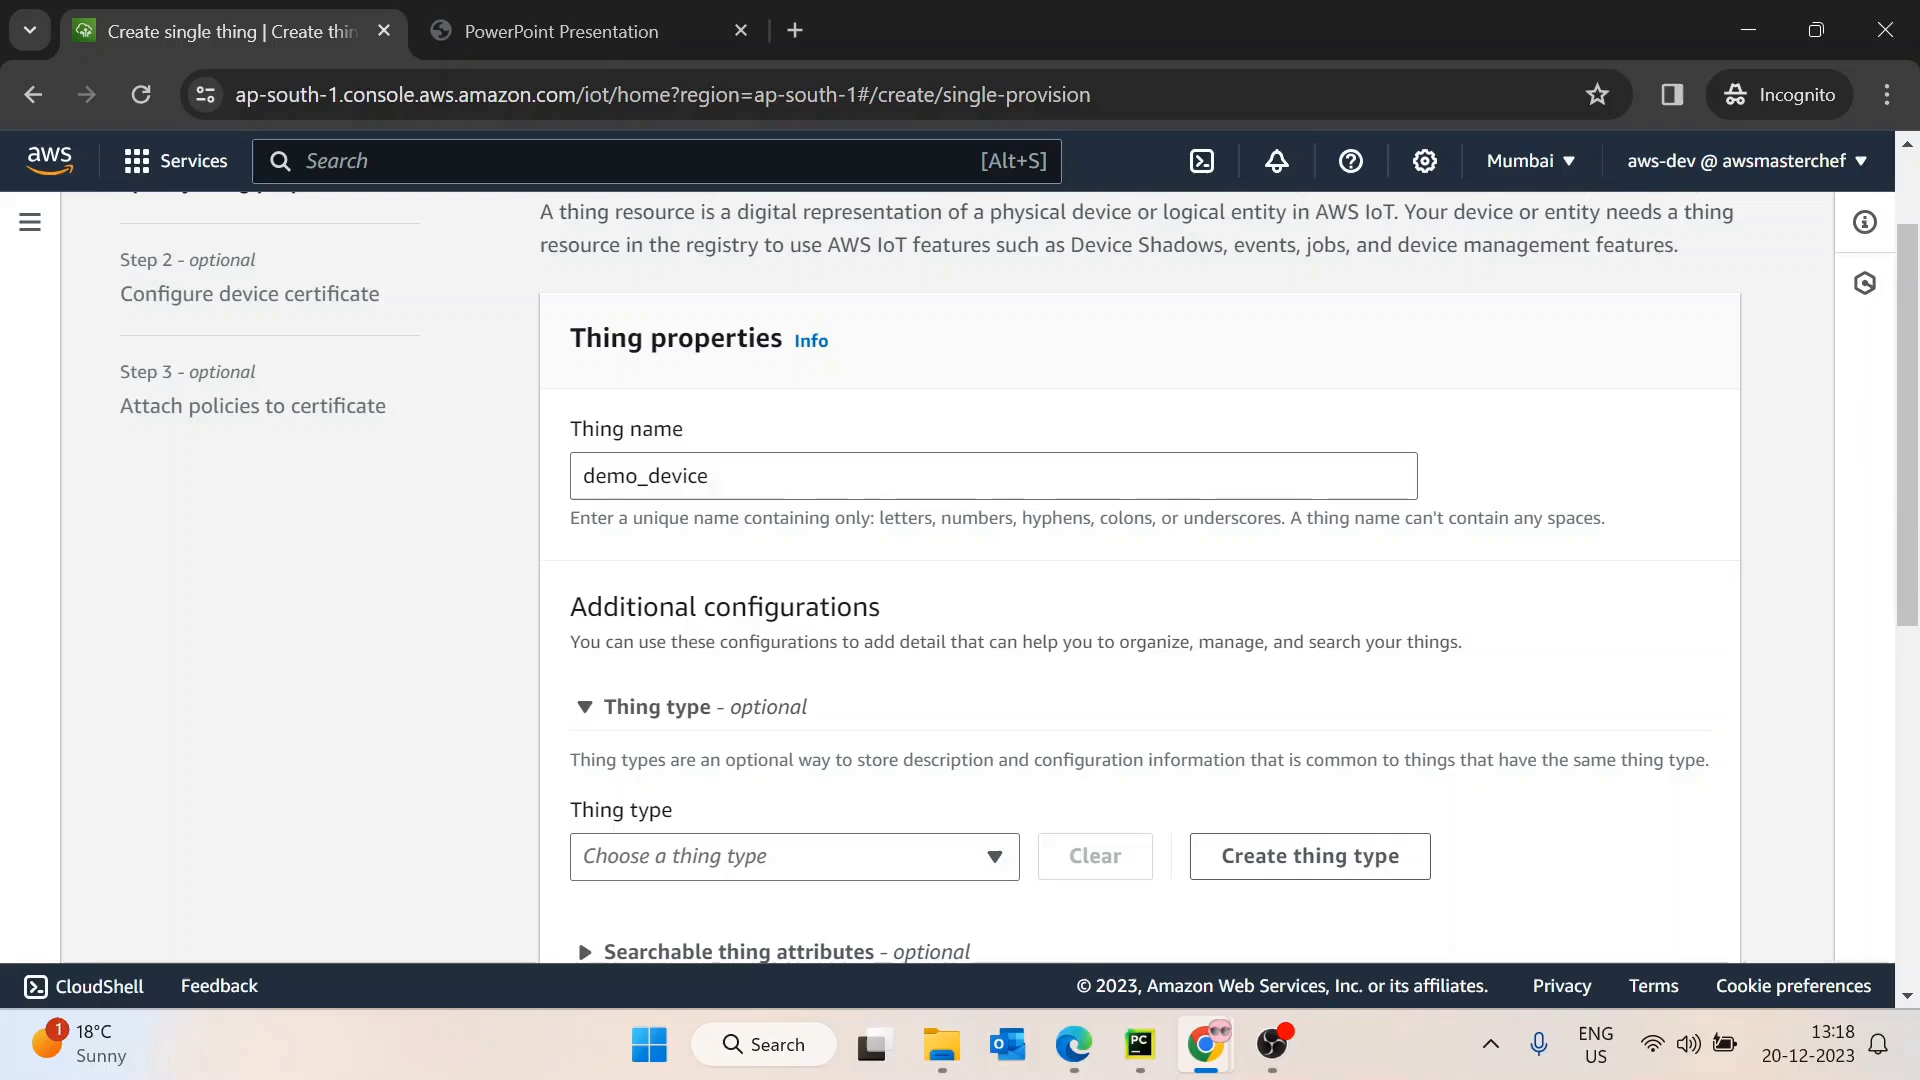 Create single thing | Create thin
PowerPoint Presentation
ap-south-1.console.aws.amazon.com/iot/home?region=ap-south-1#/create/single-provision
Incognito
aws
Services
Search
[Alt+S]
Mumbai
aws-dev @ awsmasterchef
A thing resource is a digital representation of a physical device or logical entity in AWS IoT. Your device or entity needs a thing
resource in the registry to use AWS IoT features such as Device Shadows, events, jobs, and device management features.
Step 2 - optional
Configure device certificate
Step 3 - optional
Attach policies to certificate
Thing properties Info
Thing name
demo_device
Enter a unique name containing only: letters, numbers, hyphens, colons, or underscores. A thing name can't contain any spaces.
Additional configurations
You can use these configurations to add detail that can help you to organize, manage, and search your things.
Thing type - optional
Thing types are an optional way to store description and configuration information that is common to things that have the same thing type.
Thing type
Choose a thing type
Clear
Create thing type
Searchable thing attributes - optional
CloudShell
Feedback
© 2023, Amazon Web Services, Inc. or its affiliates.
Privacy
Terms
Cookie preferences
1
18°C
Sunny
Search
PC
ENG
US
13:18
20-12-2023